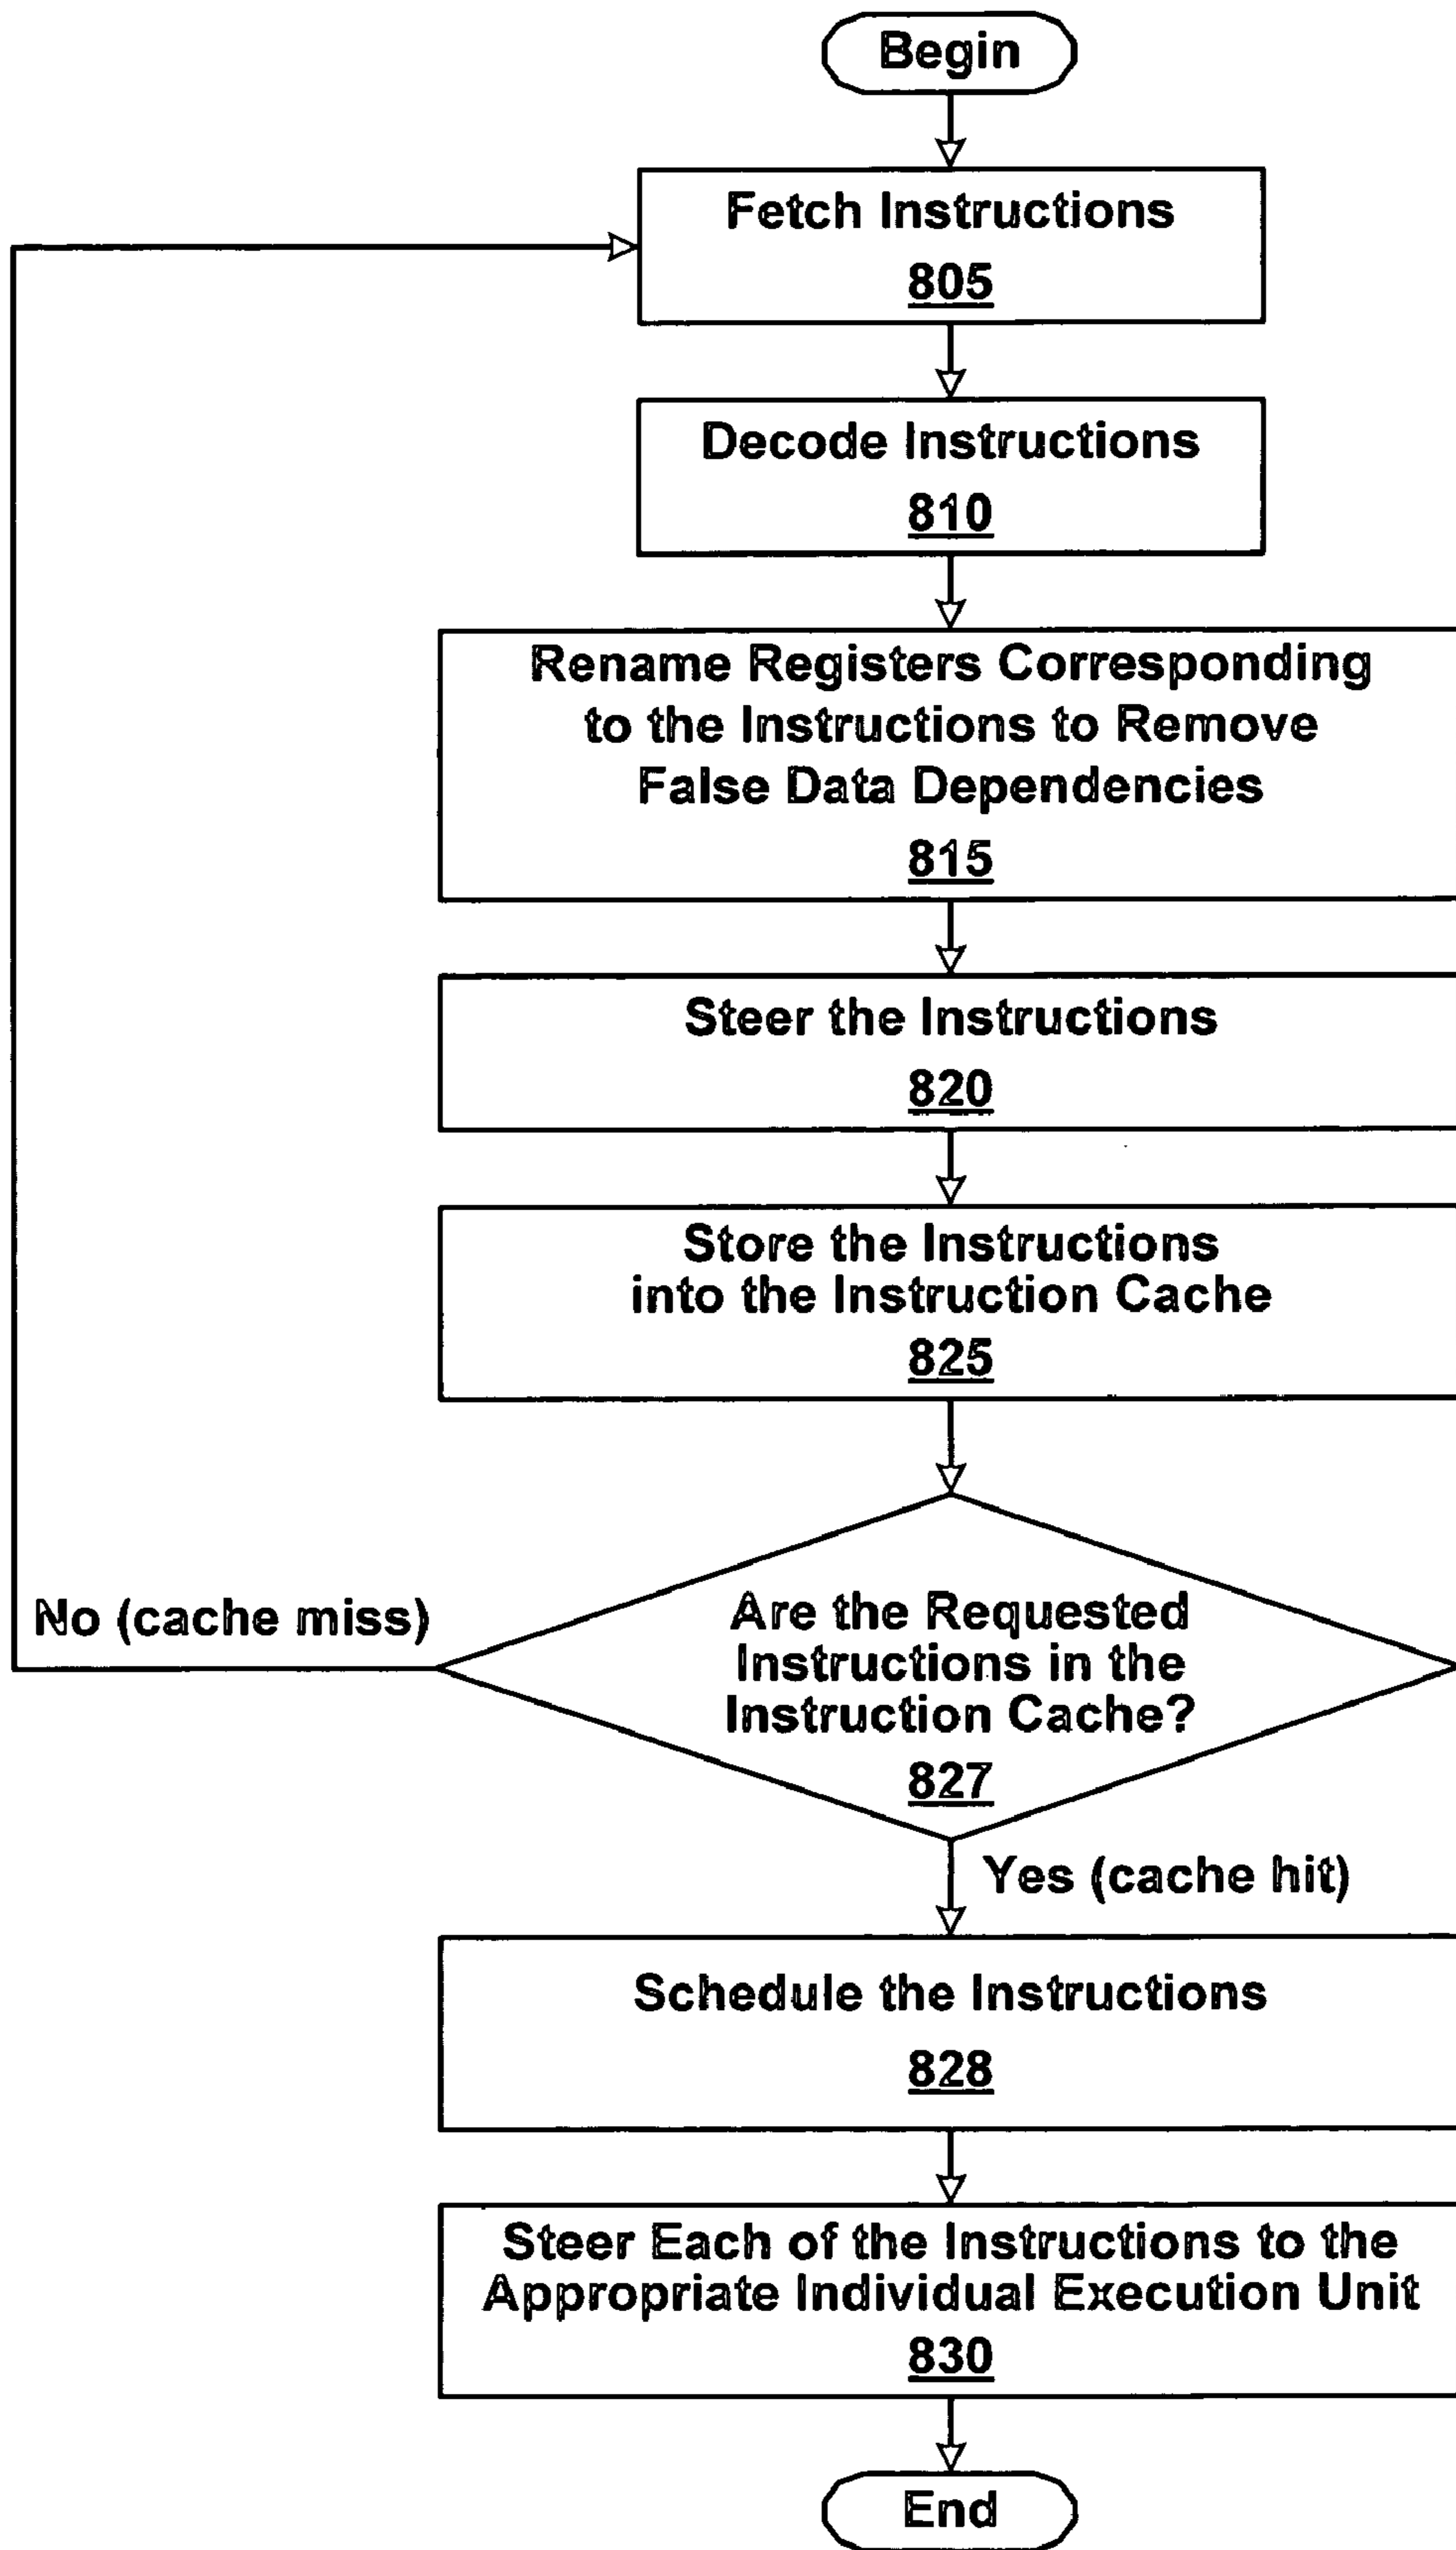 Begin
Fetch Instructions
805
Decode Instructions
810
Rename Registers Corresponding
to the Instructions to Remove
False Data Dependencies
815
Steer the Instructions
820
Store the Instructions
into the Instruction Cache
825
No (cache miss)
Are the Requested
Instructions in the
Instruction Cache?
827
Yes (cache hit)
Schedule the Instructions
828
Steer Each of the Instructions to the
Appropriate Individual Execution Unit
830
End